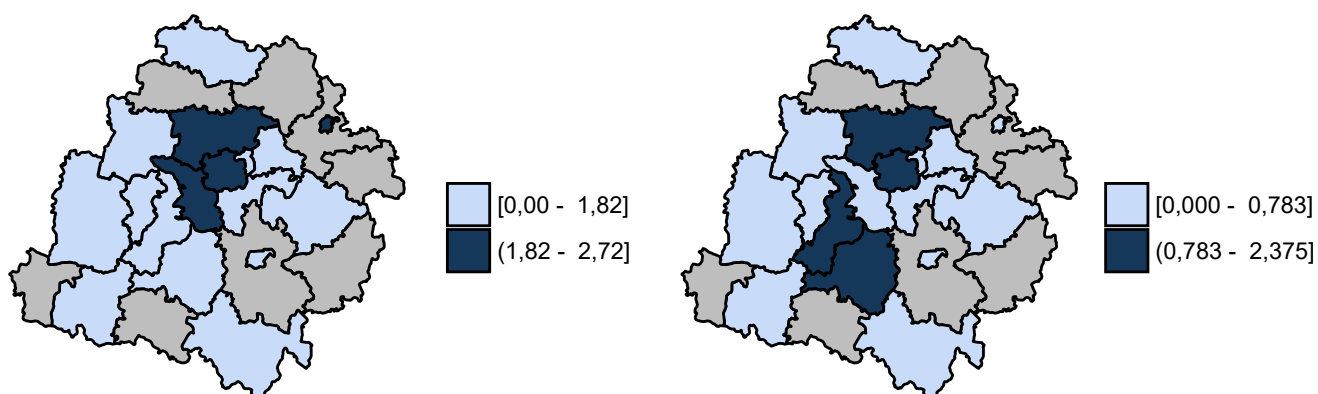 [0,00 - 1,82]
(1,82 - 2,72]
[0,000 - 0,783]
(0,783 - 2,375]